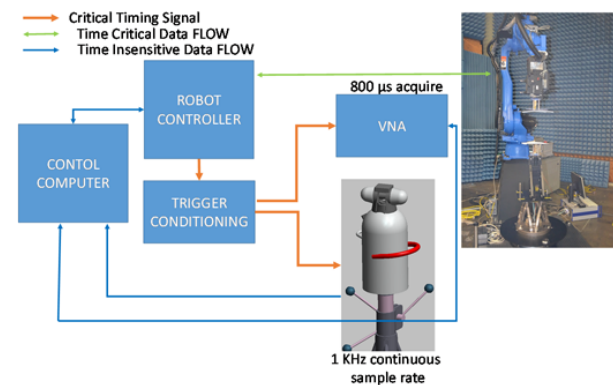 Critical Timing Signal
Time Critical Data FLOW
Time Insensitive Data FLOW
ROBOT
CONTROLLER
800 µs acquire
VNA
CONTOL
COMPUTER
TRIGGER
CONDITIONING
1 KHz continuous
sample rate